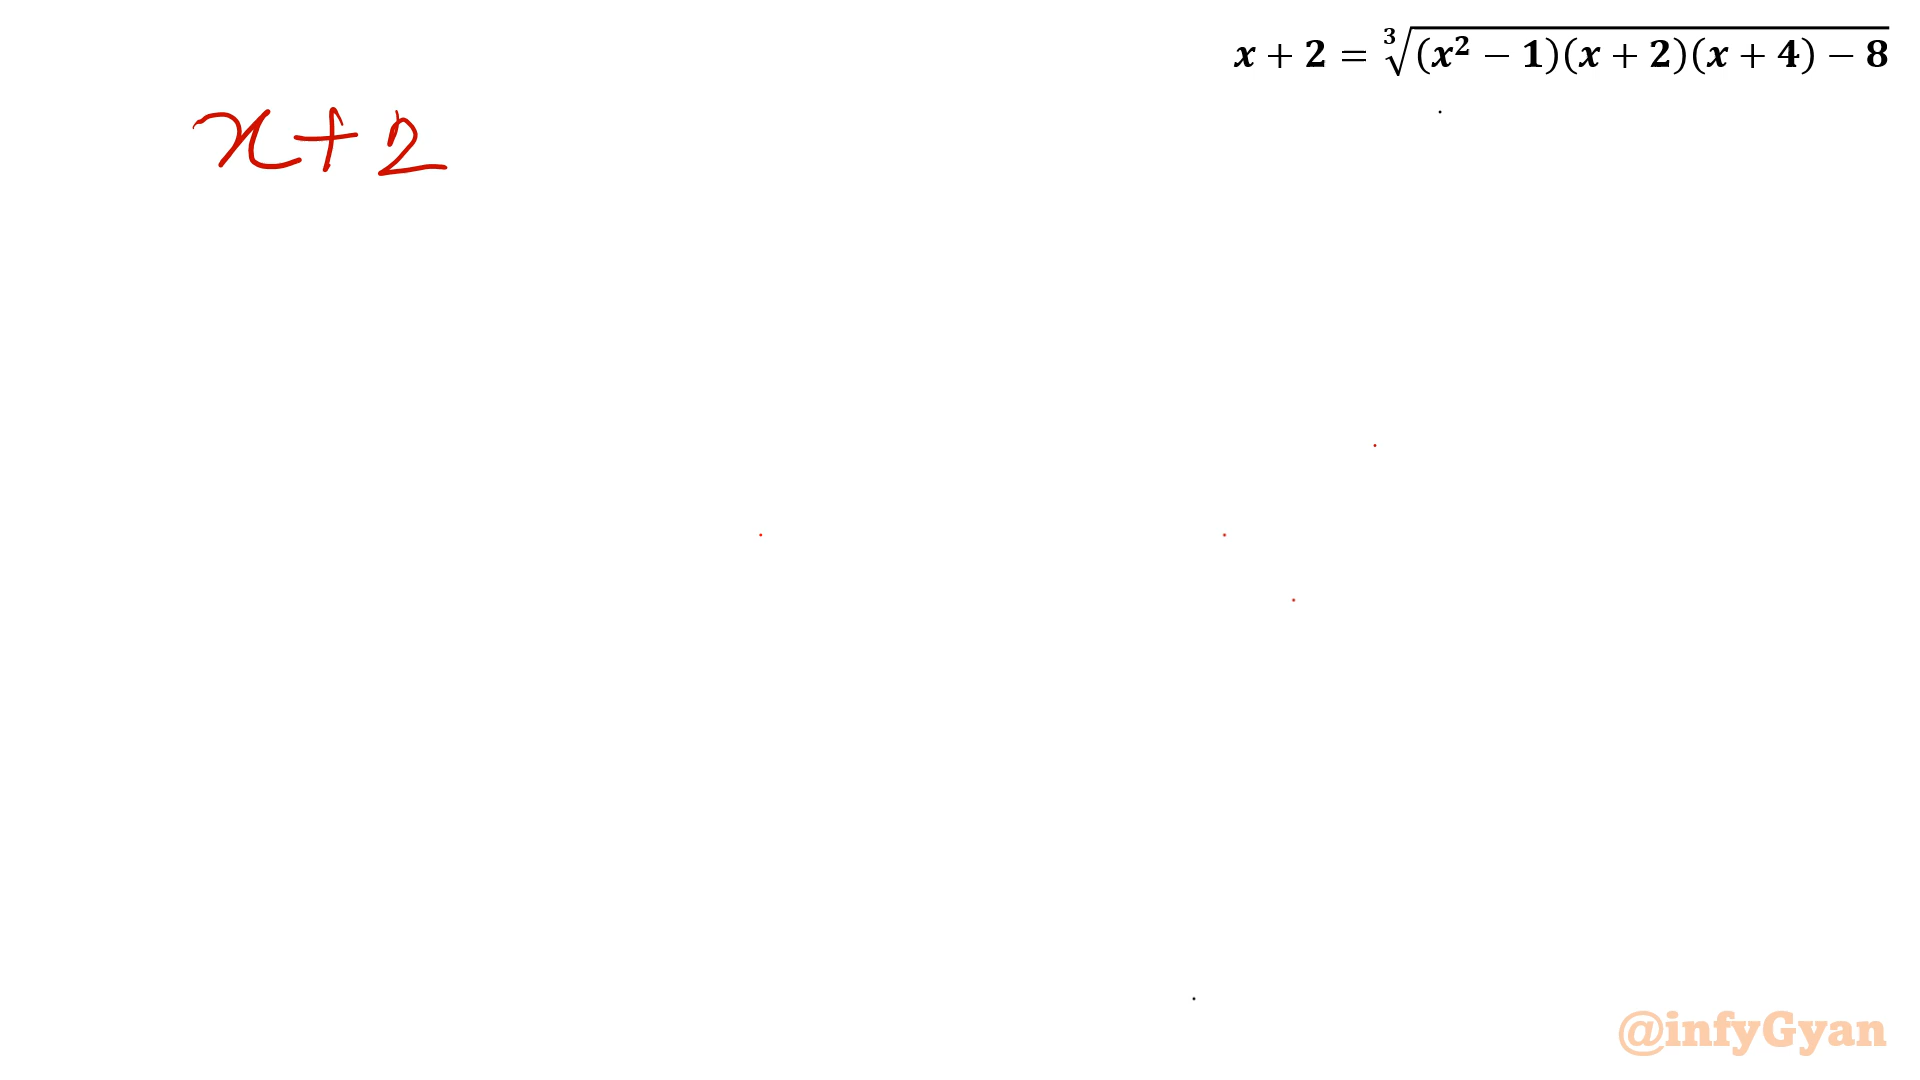 x + 2 = ∛((x² − 1)(x + 2)(x + 4) − 8)
x+2
@infyGyan